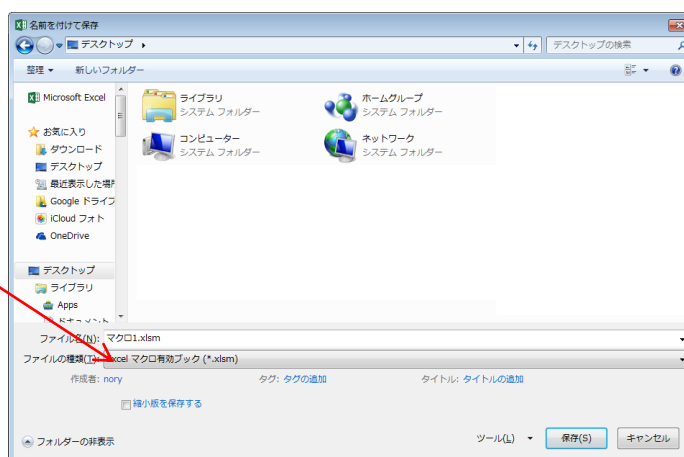 名前を付けて保存
デスクトップ
デスクトップの検索
整理 新しいフォルダー
Microsoft Excel
お気に入り
ダウンロード
デスクトップ
最近表示した場所
Google ドライブ
iCloud フォト
OneDrive
デスクトップ
ライブラリ
Apps
ドキュメント
ライブラリ
システム フォルダー
ホームグループ
システム フォルダー
コンピューター
システム フォルダー
ネットワーク
システム フォルダー
ファイル名(N): マクロ1.xlsm
ファイルの種類(T): Excel マクロ有効ブック (*.xlsm)
作成者: nory タグ: タグの追加 タイトル: タイトルの追加
縮小版を保存する
フォルダーの非表示 ツール(L) 保存(S) キャンセル